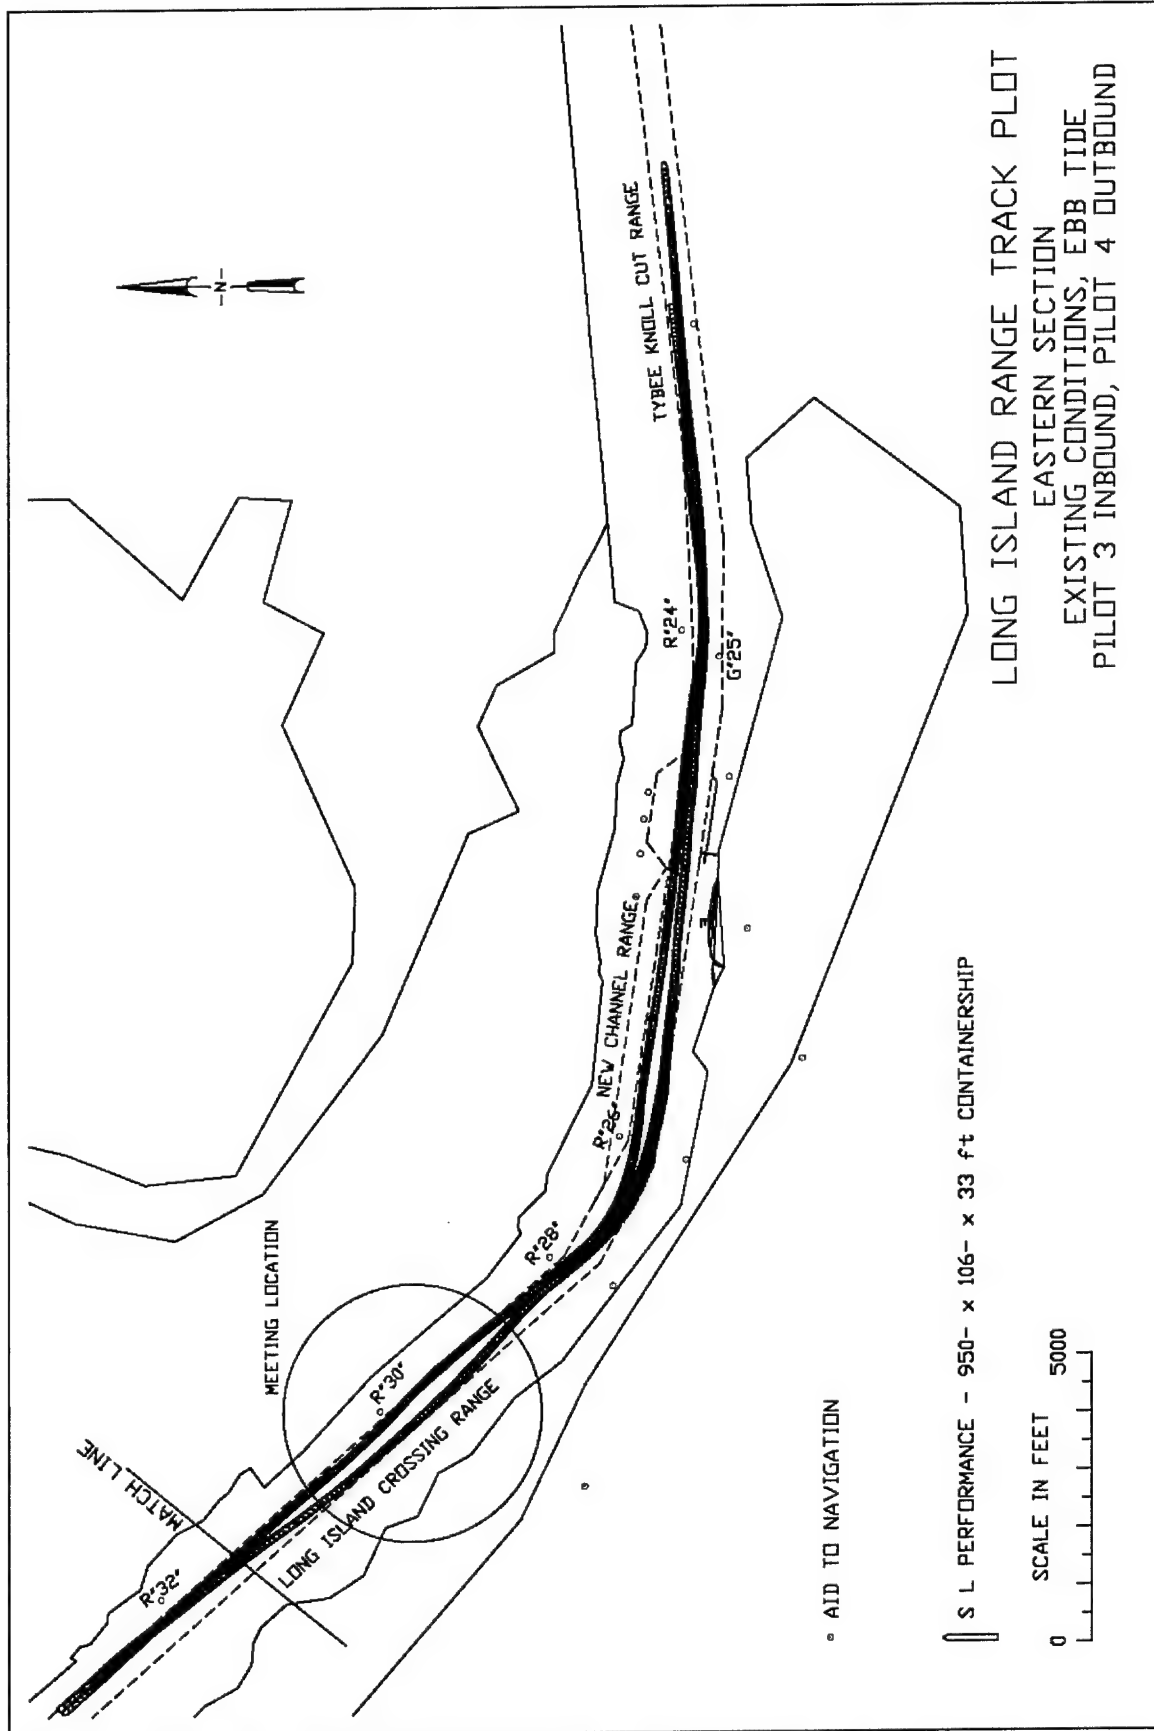 LONG ISLAND RANGE TRACK PLOT
EASTERN SECTION
EXISTING CONDITIONS, EBB TIDE
PILOT 3 INBOUND, PILOT 4 OUTBOUND
-N-
MATCH LINE
MEETING LOCATION
R"32"
R"30"
R"28"
R"26"
NEW CHANNEL RANGE
LONG ISLAND CROSSING RANGE
R"24"
G"25"
TYBEE KNOLL CUT RANGE
AID TO NAVIGATION
S L PERFORMANCE - 950- x 106- x 33 ft CONTAINERSHIP
SCALE IN FEET
0 5000